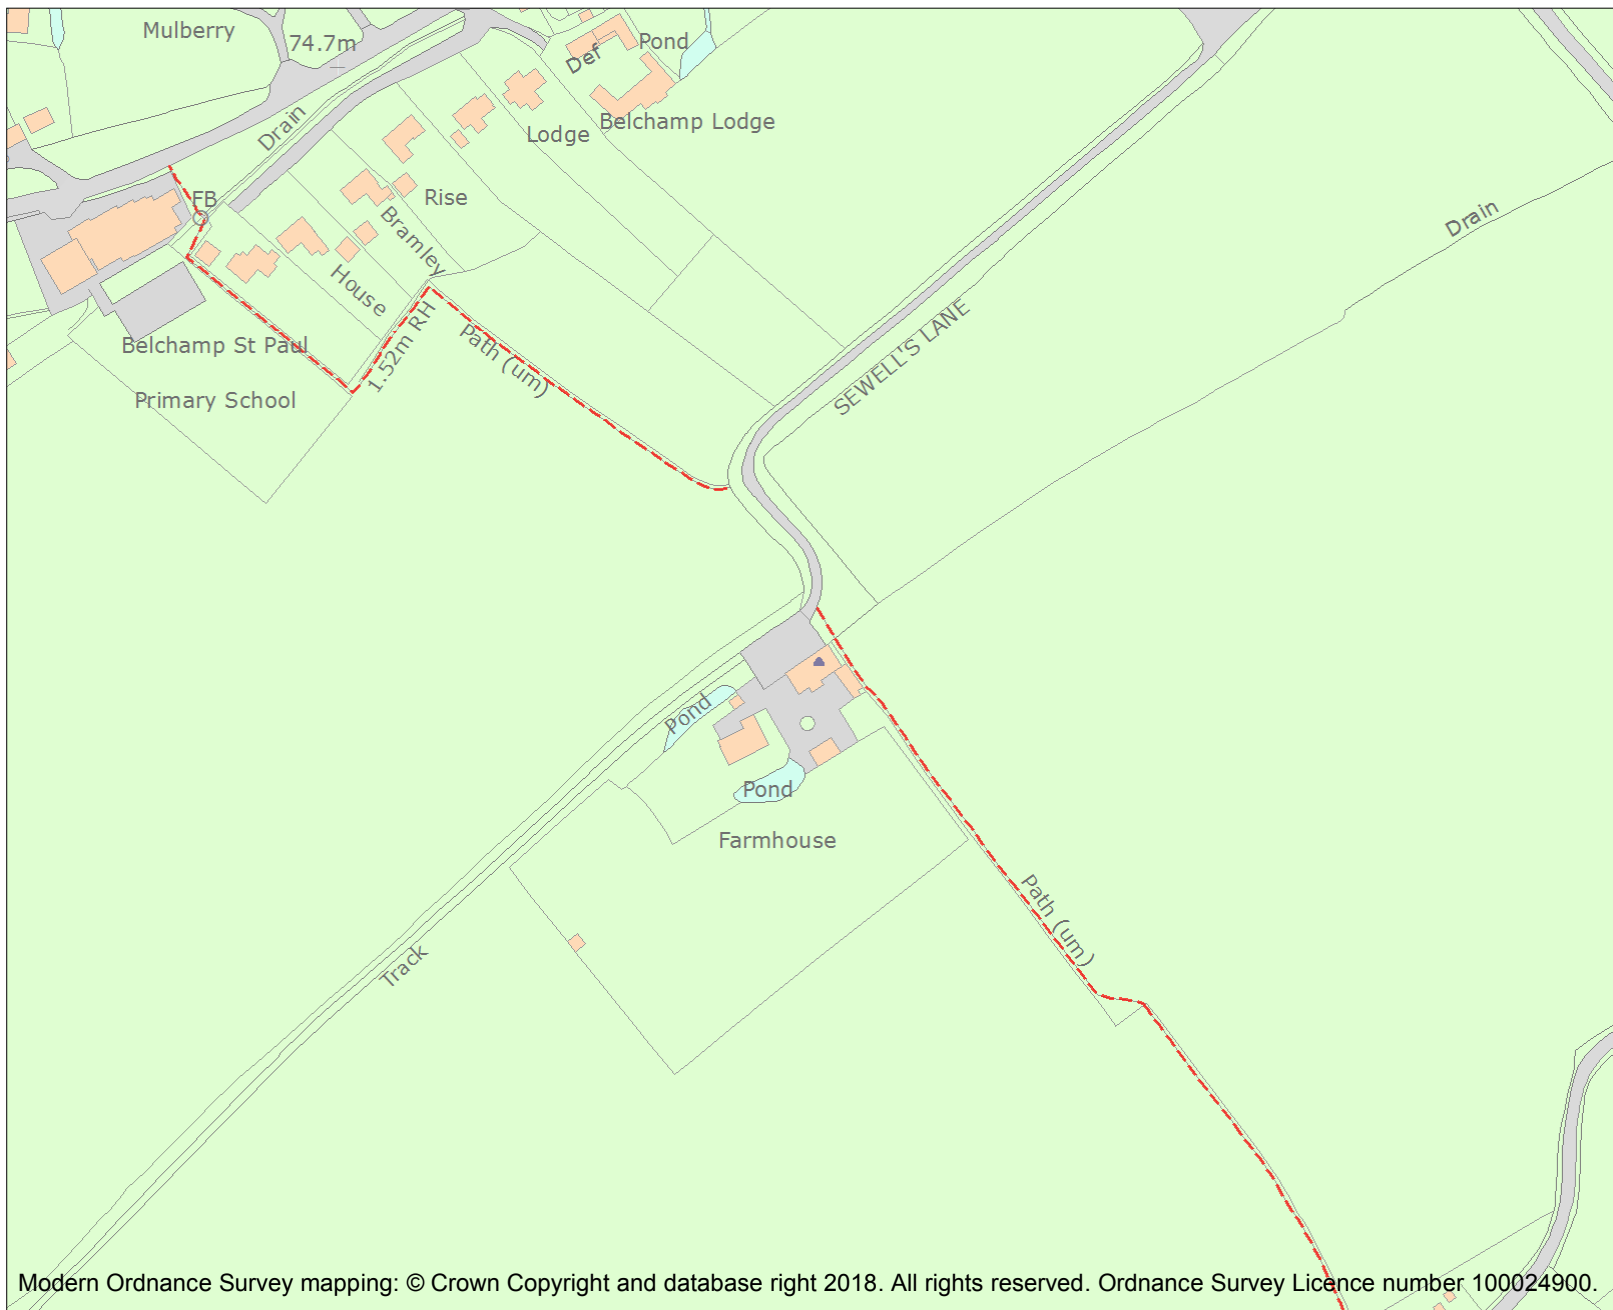 Mulberry
74.7m
Def
Pond
Drain
Lodge
Belchamp Lodge
FB
Rise
Bramley
House
Drain
1.52m RH
Path (um)
SEWELL'S LANE
Belchamp St Paul
Primary School
Pond
Pond
Farmhouse
Path (um)
Track
Modern Ordnance Survey mapping: © Crown Copyright and database right 2018. All rights reserved. Ordnance Survey Licence number 100024900.